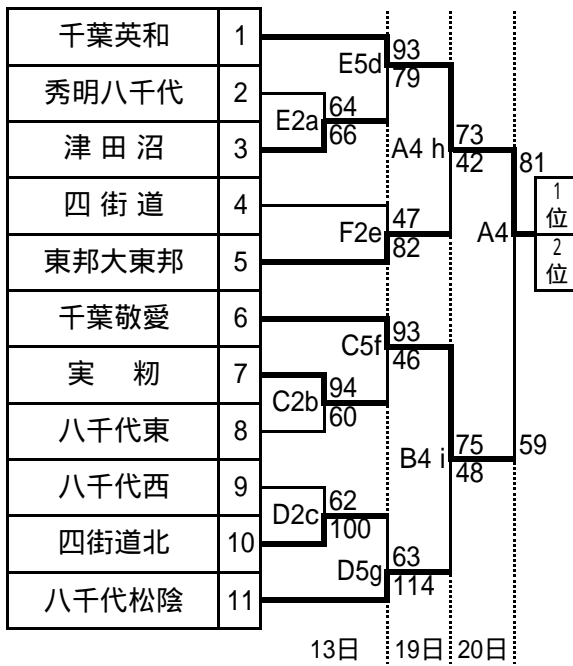 千葉英和 1
秀明八千代 2
津田沼 3
四街道 4
東邦大東邦 5
千葉敬愛 6
実籾 7
八千代東 8
八千代西 9
四街道北 10
八千代松陰 11
E2a 64
66
C2b 94
60
D2c 62
100
E5d 93
79
F2e 47
82
C5f 93
46
D5g 63
114
A4 h 73
42
B4 i 75
48
A4 81
59
1位
2位
13日 19日 20日